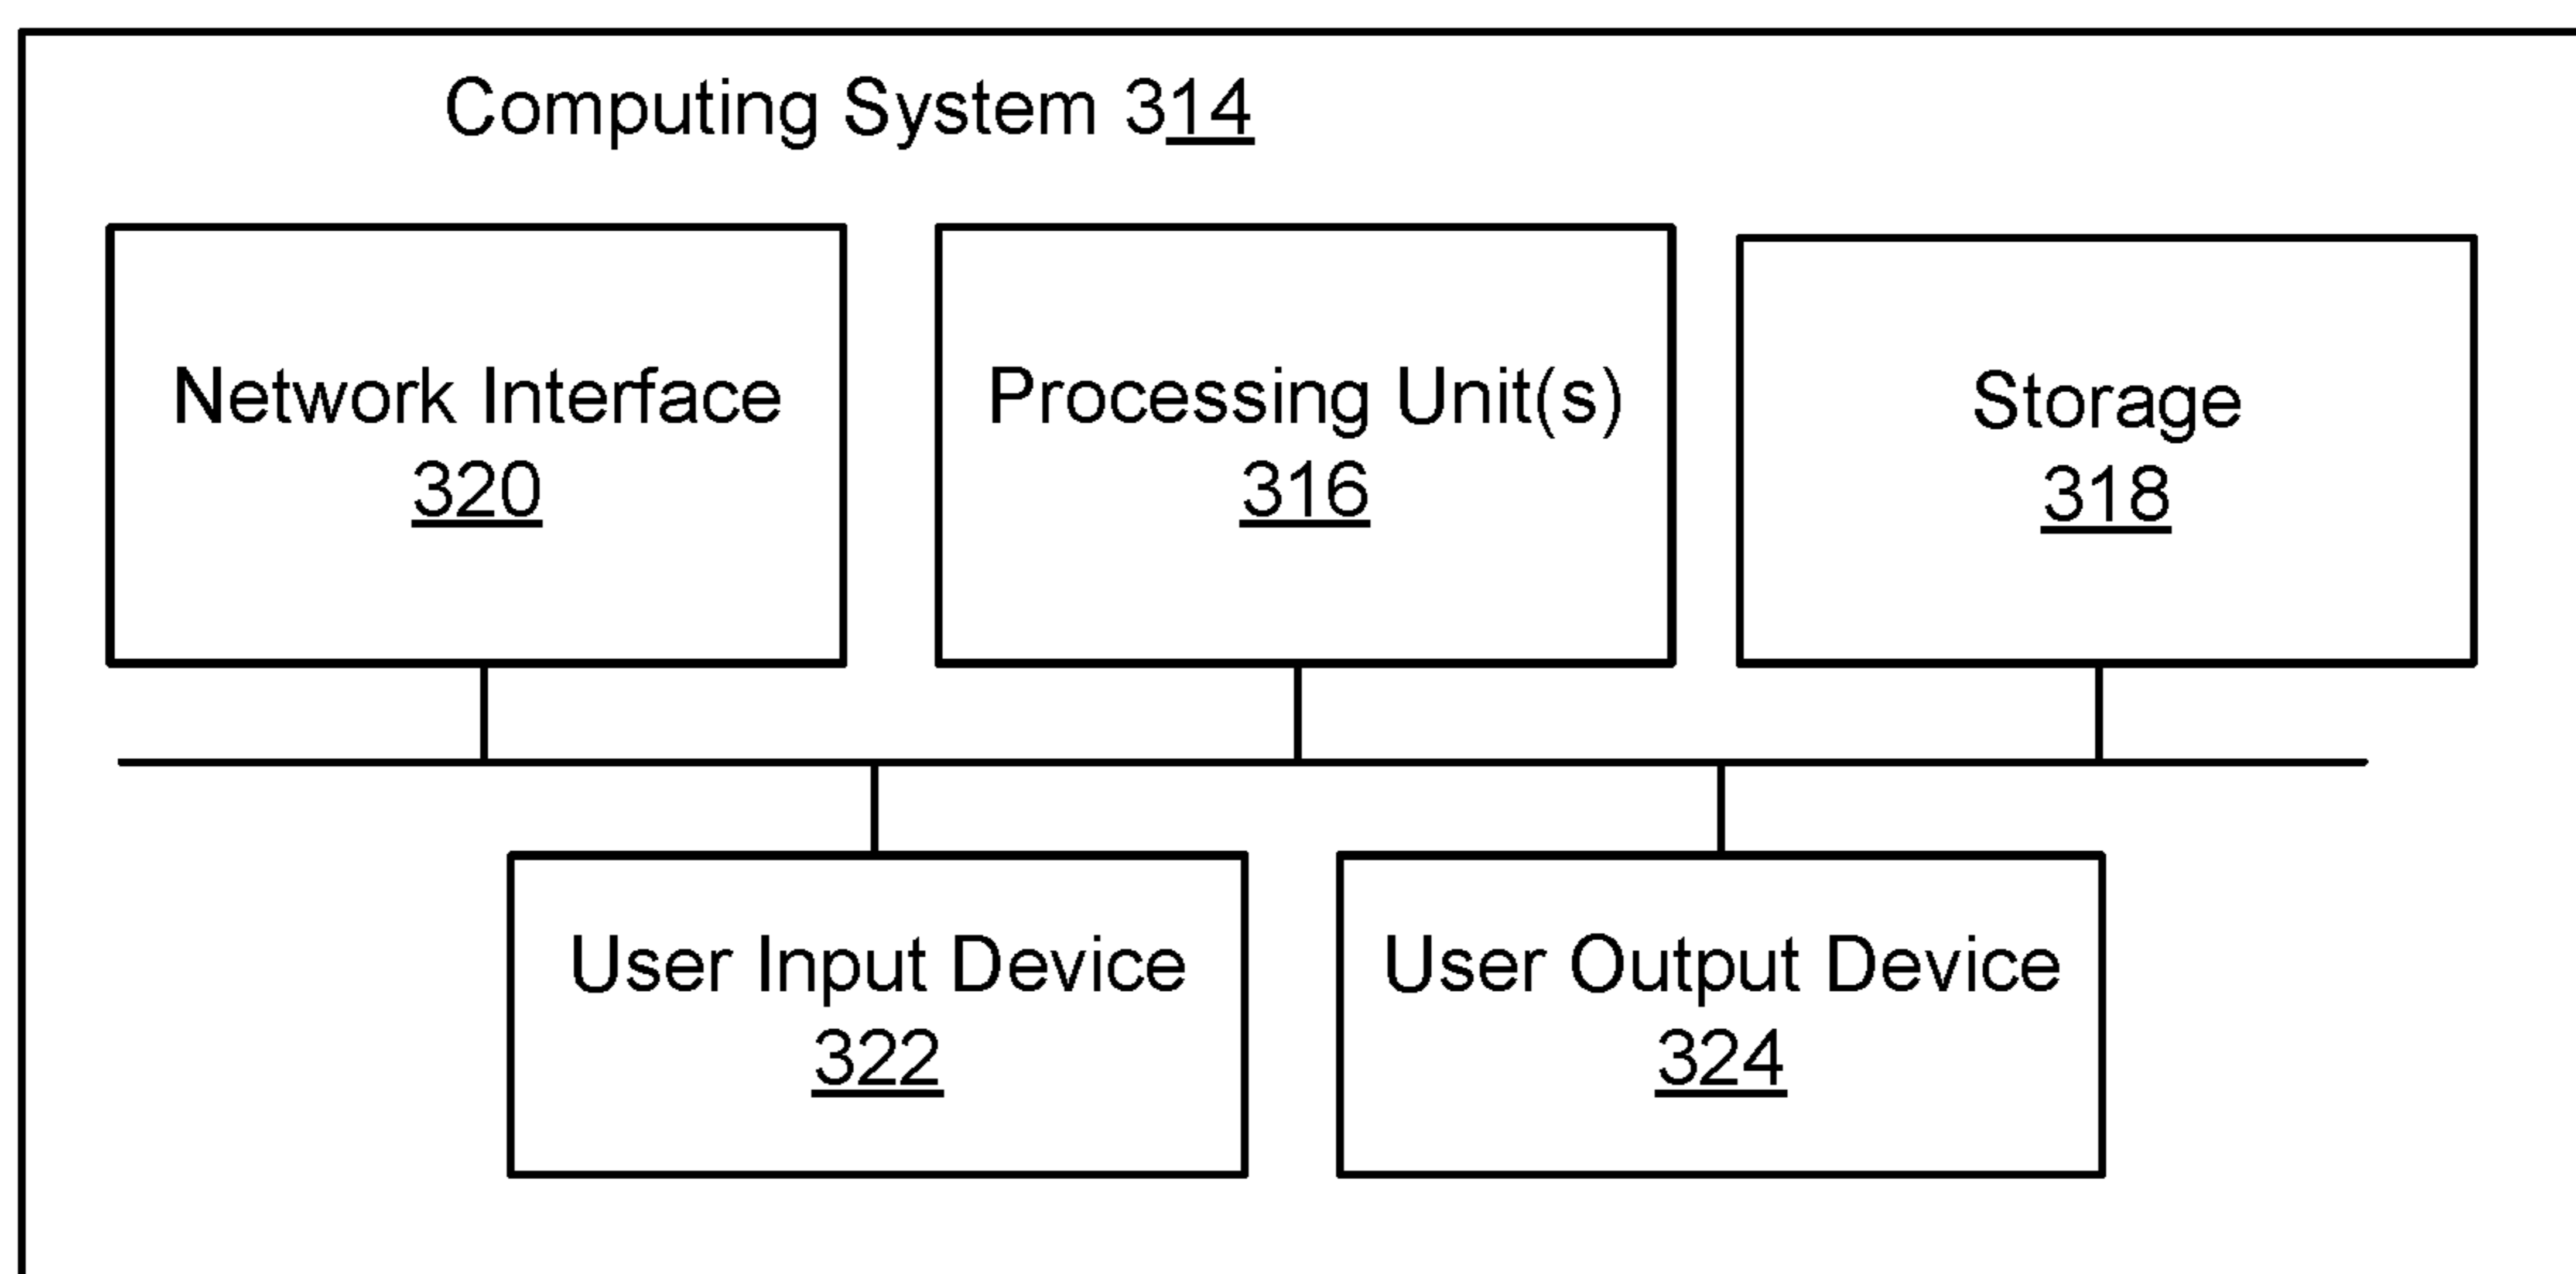 Computing System 314
Network Interface
320
Processing Unit(s)
316
Storage
318
User Input Device
322
User Output Device
324